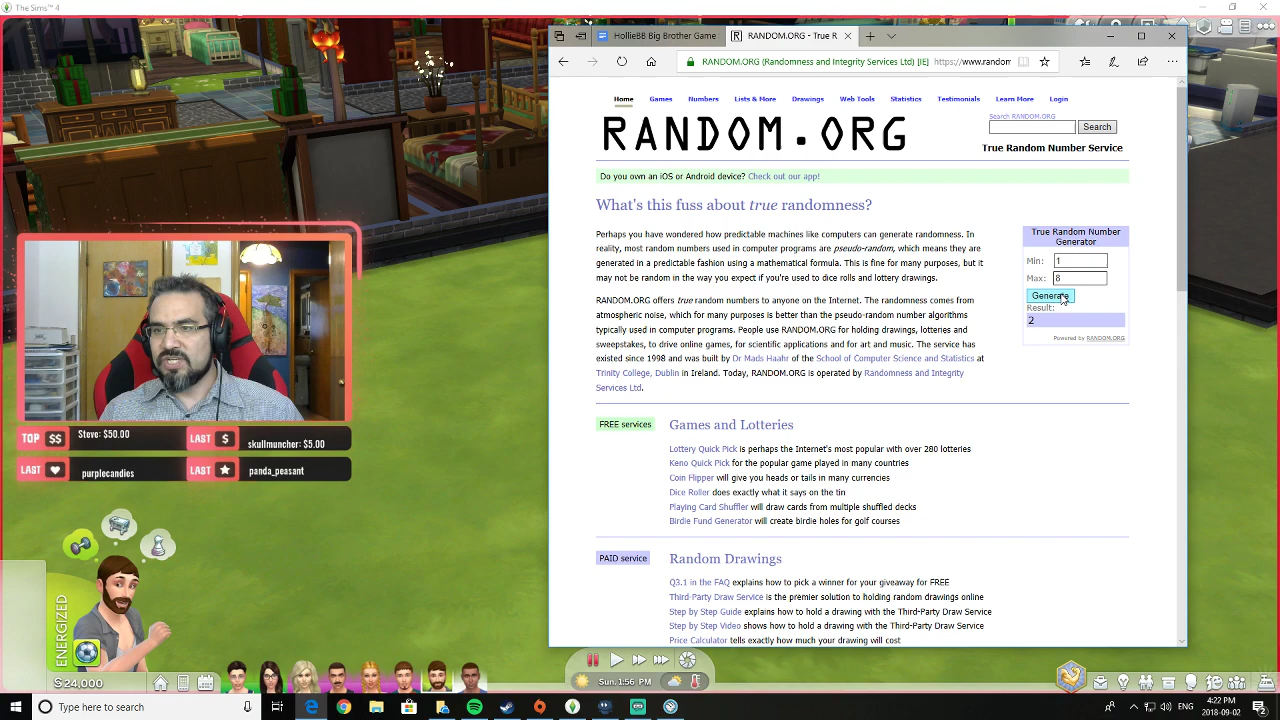 The Sims™ 4
HollieBB Big Brother Game
RANDOM.ORG - True R
RANDOM.ORG (Randomness and Integrity Services Ltd) [IE]
https://www.random
Home Games Numbers Lists & More Drawings Web Tools Statistics Testimonials Learn More Login
RANDOM.ORG
Search RANDOM.ORG
Search
True Random Number Service
Do you own an iOS or Android device? Check out our app!
What's this fuss about true randomness?
Perhaps you have wondered how predictable machines like computers can generate randomness. In
reality, most random numbers used in computer programs are pseudo-random, which means they are
generated in a predictable fashion using a mathematical formula. This is fine for many purposes, but it
may not be random in the way you expect if you're used to dice rolls and lottery drawings.
RANDOM.ORG offers true random numbers to anyone on the Internet. The randomness comes from
atmospheric noise, which for many purposes is better than the pseudo-random number algorithms
typically used in computer programs. People use RANDOM.ORG for holding drawings, lotteries and
sweepstakes, to drive online games, for scientific applications and for art and music. The service has
existed since 1998 and was built by Dr Mads Haahr of the School of Computer Science and Statistics at
Trinity College, Dublin in Ireland. Today, RANDOM.ORG is operated by Randomness and Integrity
Services Ltd.
True Random Number
Generator
Min: 1
Max: 8
Generate
Result:
2
Powered by RANDOM.ORG
FREE services
Games and Lotteries
Lottery Quick Pick is perhaps the Internet's most popular with over 280 lotteries
Keno Quick Pick for the popular game played in many countries
Coin Flipper will give you heads or tails in many currencies
Dice Roller does exactly what it says on the tin
Playing Card Shuffler will draw cards from multiple shuffled decks
Birdie Fund Generator will create birdie holes for golf courses
PAID service
Random Drawings
Q3.1 in the FAQ explains how to pick a winner for your giveaway for FREE
Third-Party Draw Service is the premier solution to holding random drawings online
Step by Step Guide explains how to hold a drawing with the Third-Party Draw Service
Step by Step Video shows how to hold a drawing with the Third-Party Draw Service
Price Calculator tells exactly how much your drawing will cost
TOP $$ Steve: $50.00
LAST $ skullmuncher: $5.00
LAST purplecandies
LAST panda_peasant
ENERGIZED
§ 24,000
Sun. 1:56 PM
Type here to search
ENG
4:22 PM
2018-09-02